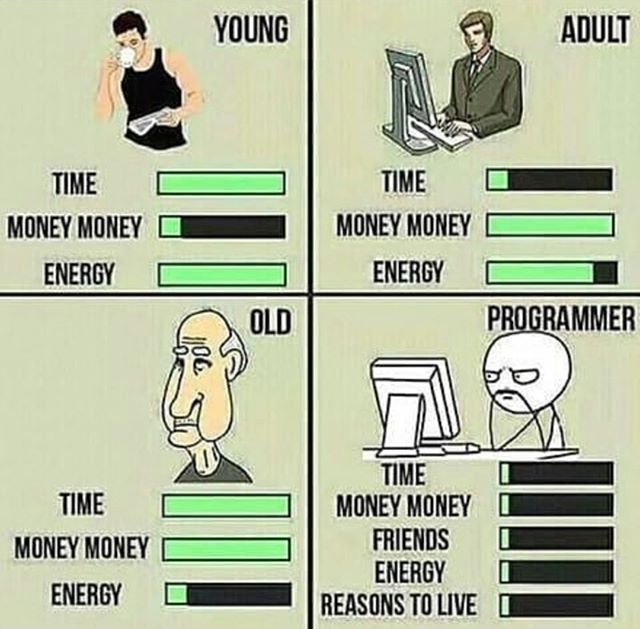 YOUNG
TIME
MONEY MONEY
ENERGY
ADULT
TIME
MONEY MONEY
ENERGY
OLD
TIME
MONEY MONEY
ENERGY
PROGRAMMER
TIME
MONEY MONEY
FRIENDS
ENERGY
REASONS TO LIVE